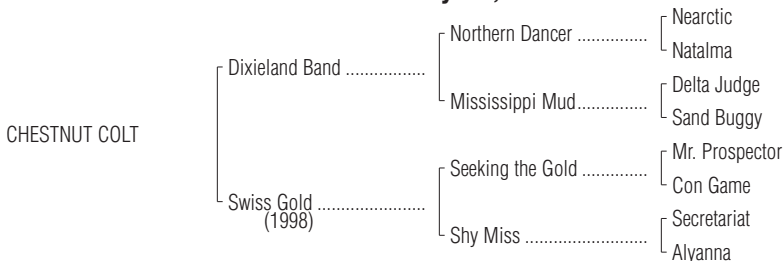 Nearctic
Northern Dancer ...............
Natalma
Dixieland Band .................
Delta Judge
Mississippi Mud...............
Sand Buggy
CHESTNUT COLT
Mr. Prospector
Seeking the Gold ..............
Con Game
Swiss Gold .......................
(1998)
Secretariat
Shy Miss ..........................
Alyanna